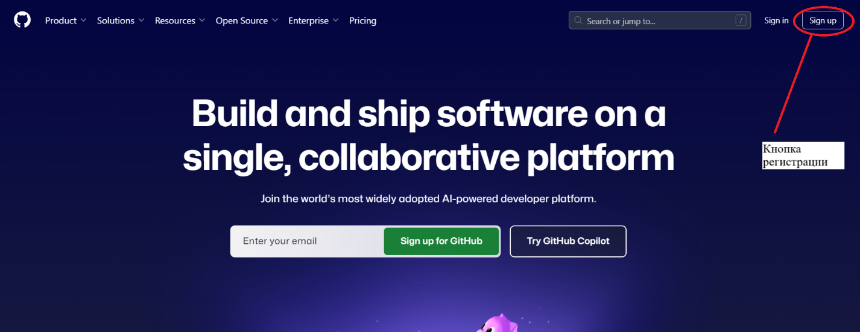 Product Solutions Resources Open Source Enterprise Pricing Search or jump to... / Sign in Sign up
Build and ship software on a
single, collaborative platform
Кнопка
регистрации
Join the world's most widely adopted AI-powered developer platform.
Enter your email Sign up for GitHub Try GitHub Copilot